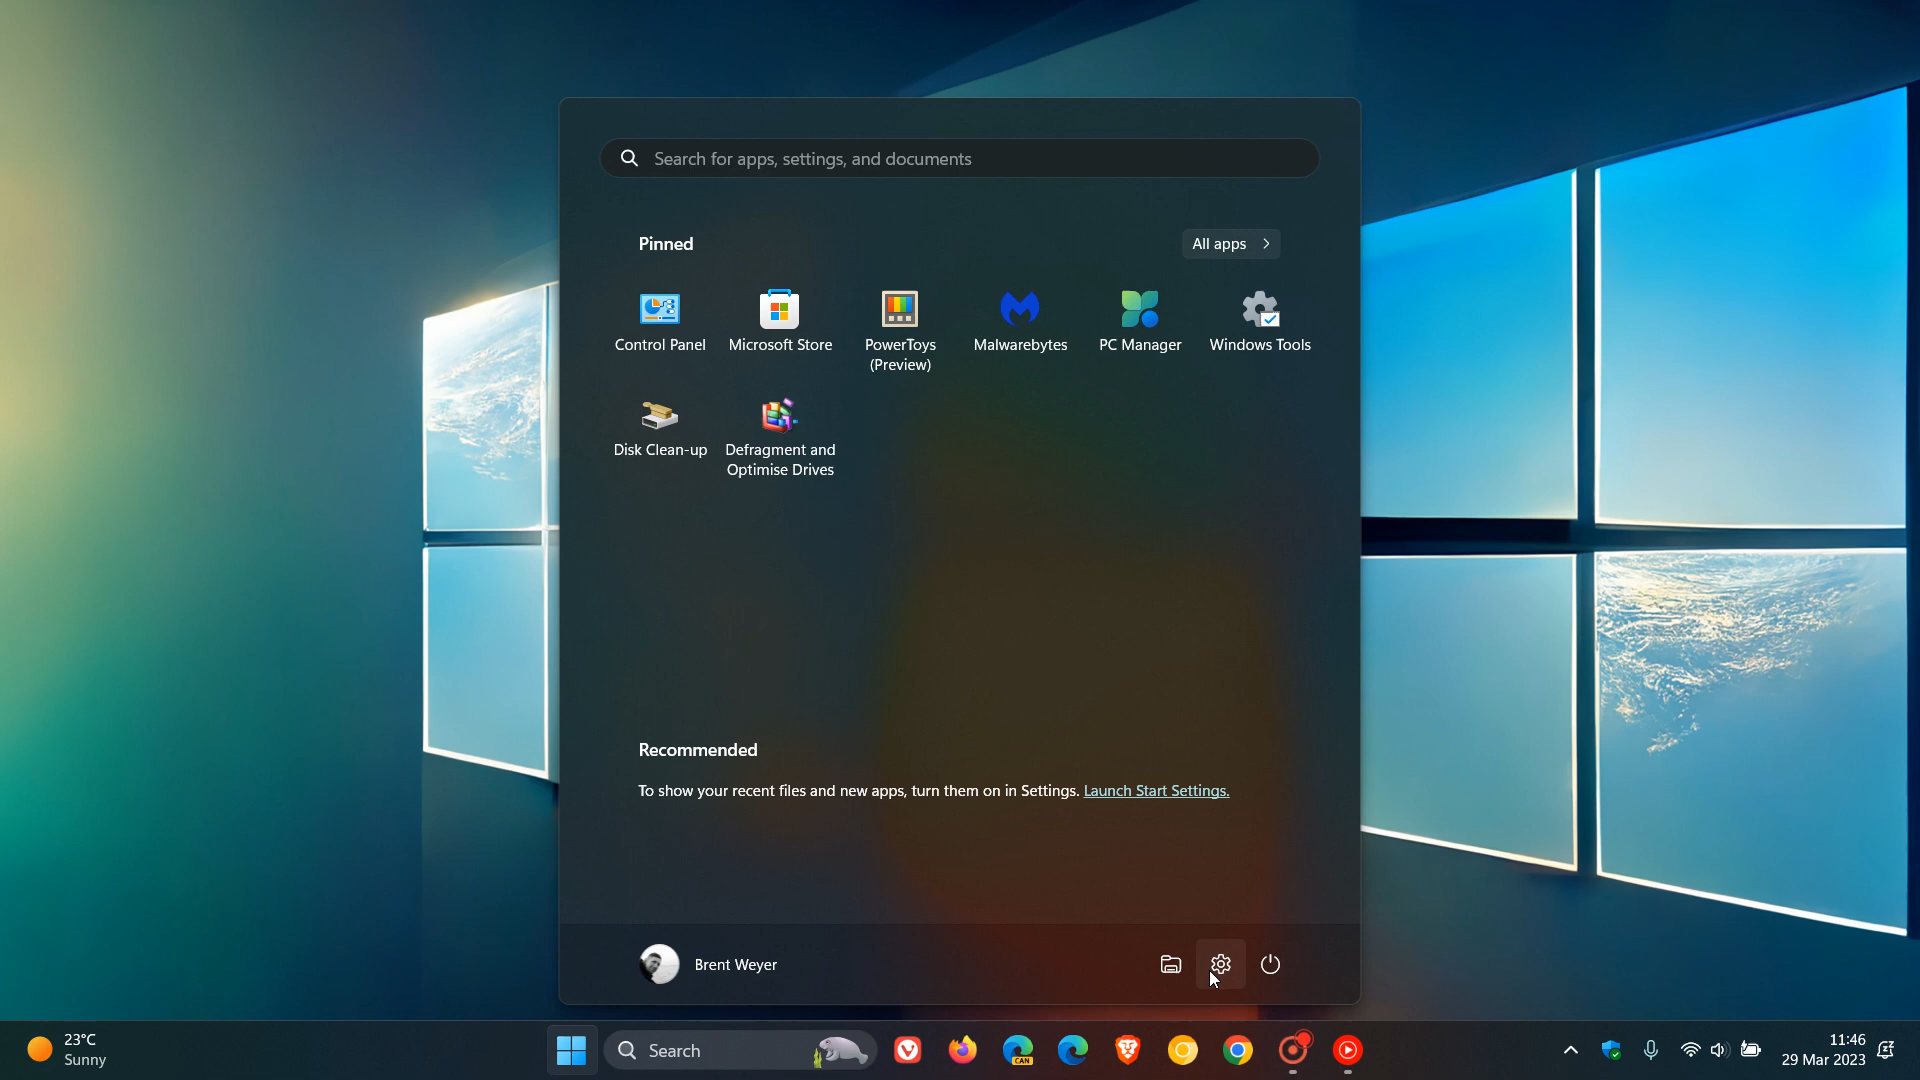 Search for apps, settings, and documents
Pinned
All apps
Control Panel
Microsoft Store
PowerToys
(Preview)
Malwarebytes
PC Manager
Windows Tools
Disk Clean-up
Defragment and
Optimise Drives
Recommended
To show your recent files and new apps, turn them on in Settings. Launch Start Settings.
Brent Weyer
23°C
Sunny
Search
CAN
11:46
29 Mar 2023